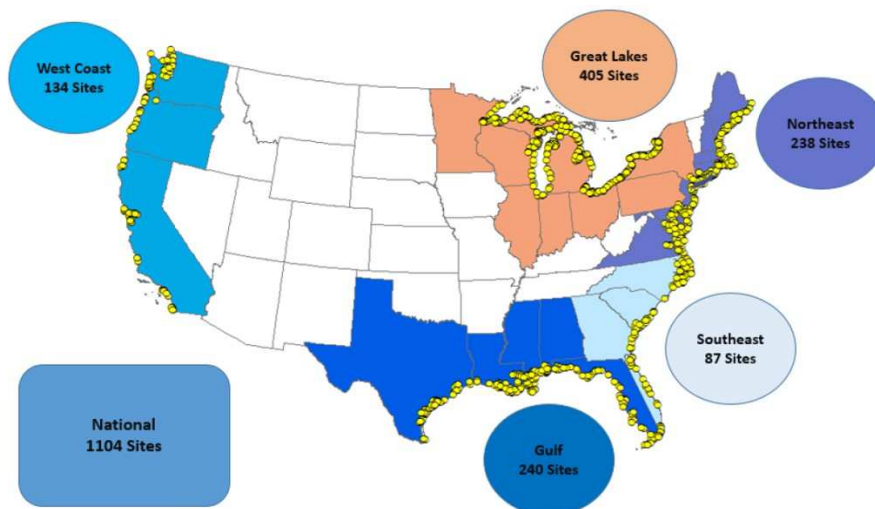 West Coast
134 Sites
Great Lakes
405 Sites
Northeast
238 Sites
Southeast
87 Sites
Gulf
240 Sites
National
1104 Sites